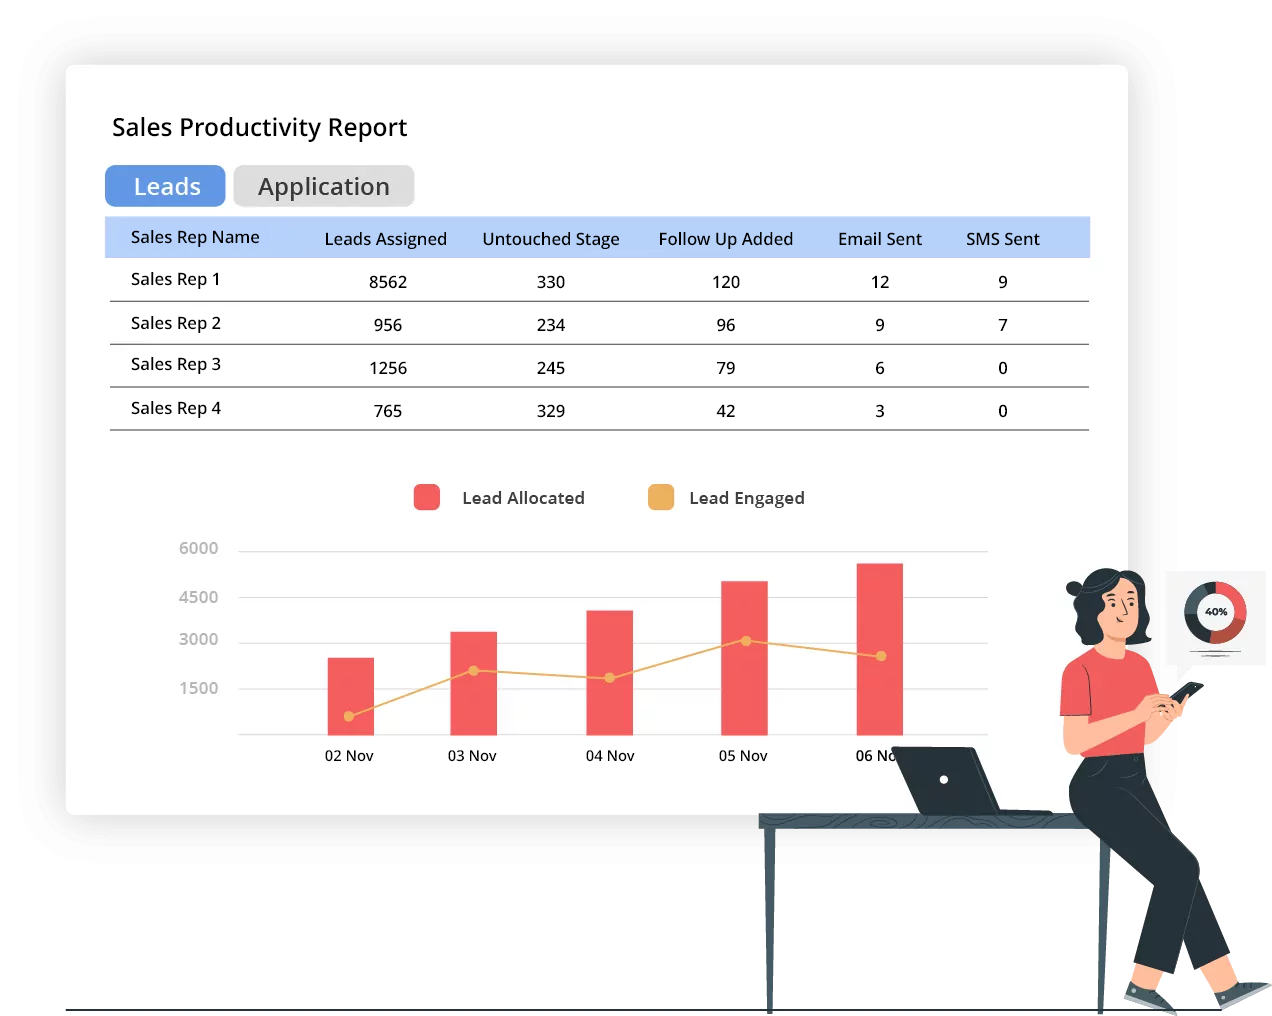 Sales Productivity Report
Leads Application
Sales Rep Name Leads Assigned Untouched Stage Follow Up Added Email Sent SMS Sent
Sales Rep 1 8562 330 120 12 9
Sales Rep 2 956 234 96 9 7
Sales Rep 3 1256 245 79 6 0
Sales Rep 4 765 329 42 3 0
Lead Allocated Lead Engaged
6000
4500
3000
1500
02 Nov 03 Nov 04 Nov 05 Nov 06 No
40%